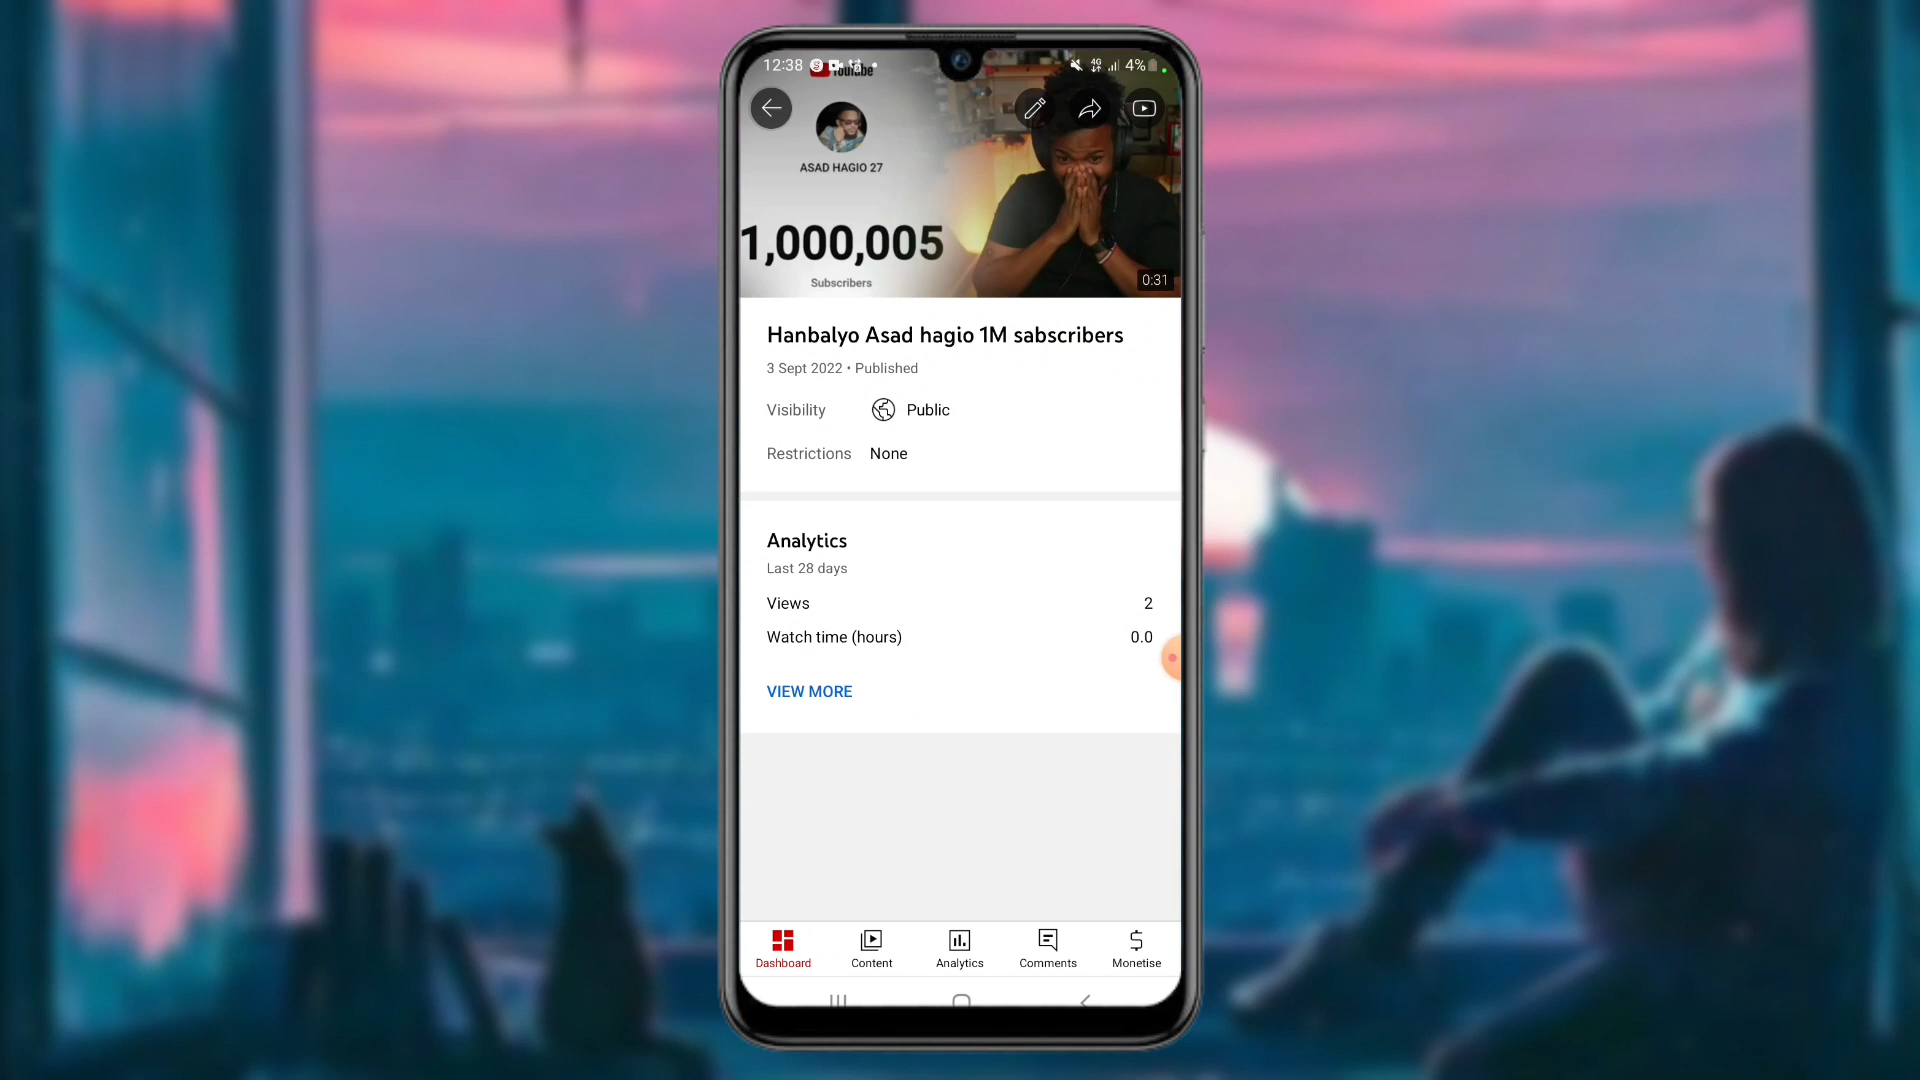 12:38
4G
4%
YouTube
ASAD HAGIO 27
1,000,005
Subscribers
0:31
Hanbalyo Asad hagio 1M sabscribers
3 Sept 2022 • Published
Visibility Public
Restrictions None
Analytics
Last 28 days
Views 2
Watch time (hours) 0.0
VIEW MORE
Dashboard Content Analytics Comments Monetise